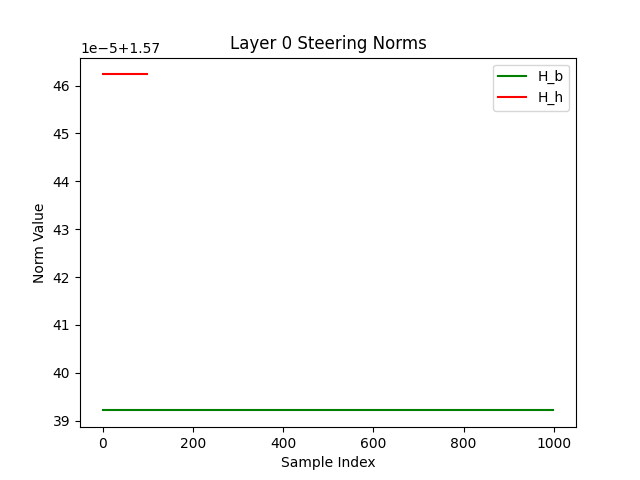 Layer 0 Steering Norms
1e−5+1.57
46
45
44
43
42
41
40
39
Norm Value
H_b
H_h
0
200
400
600
800
1000
Sample Index